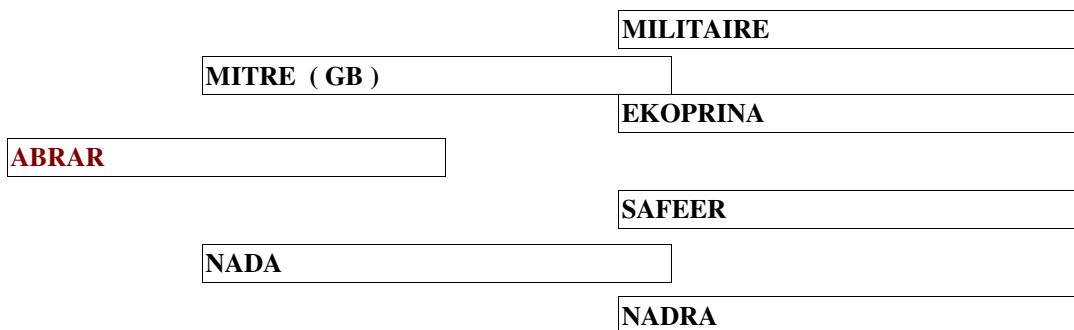 MILITAIRE
MITRE ( GB )
EKOPRINA
ABRAR
SAFEER
NADA
NADRA